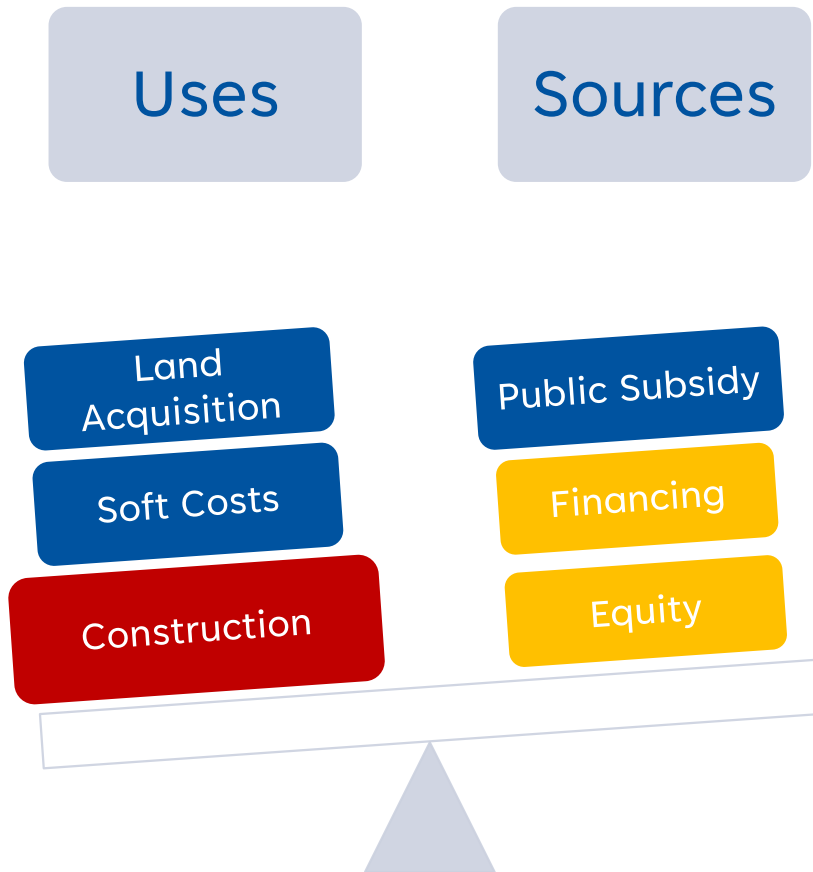 Uses
Sources
Land
Acquisition
Soft Costs
Construction
Public Subsidy
Financing
Equity